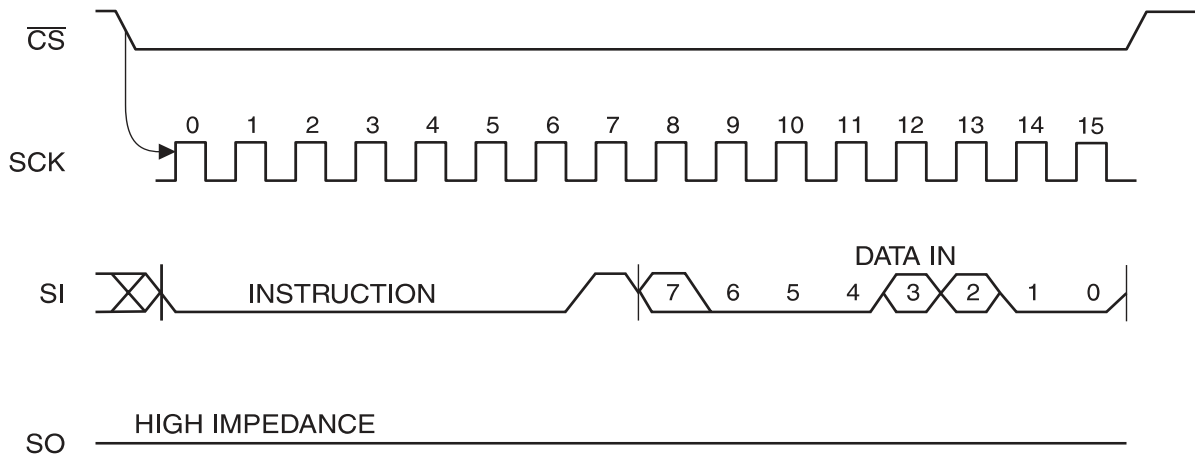 C̅S̅
0 1 2 3 4 5 6 7 8 9 10 11 12 13 14 15
SCK
DATA IN
SI INSTRUCTION 7 6 5 4 3 2 1 0
HIGH IMPEDANCE
SO